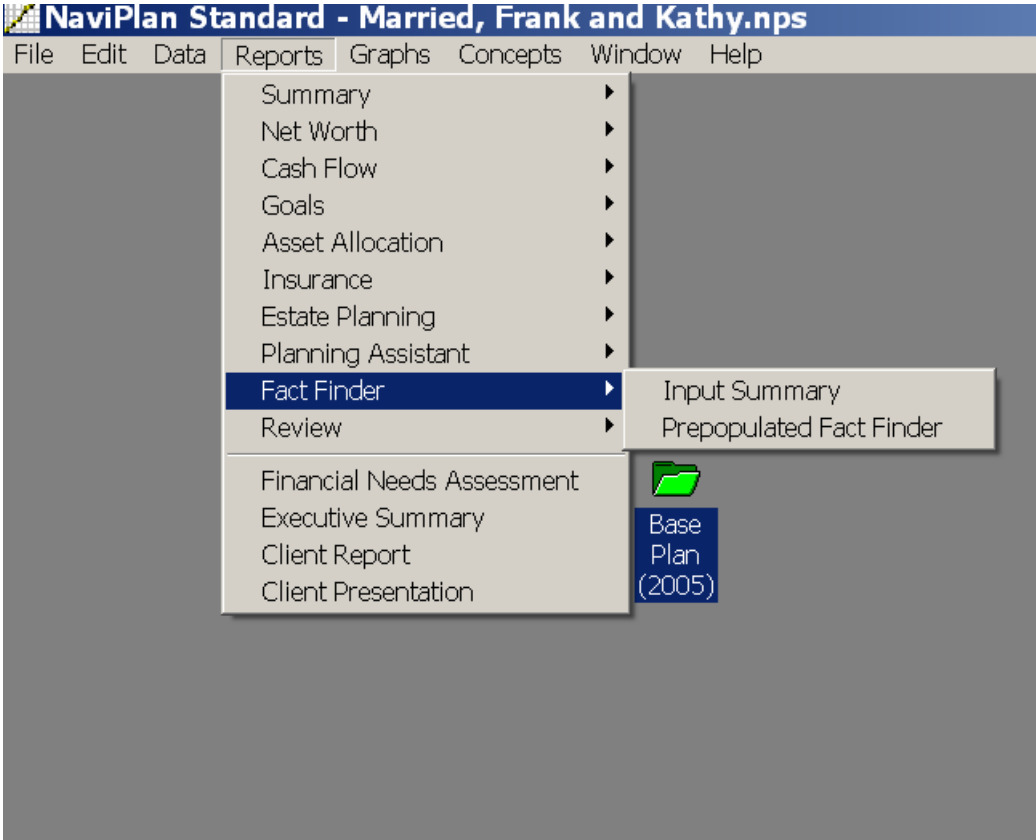 NaviPlan Standard - Married, Frank and Kathy.nps
File Edit Data Reports Graphs Concepts Window Help
Summary
Net Worth
Cash Flow
Goals
Asset Allocation
Insurance
Estate Planning
Planning Assistant
Fact Finder
Input Summary
Prepopulated Fact Finder
Review
Financial Needs Assessment
Executive Summary
Client Report
Client Presentation
Base
Plan
(2005)